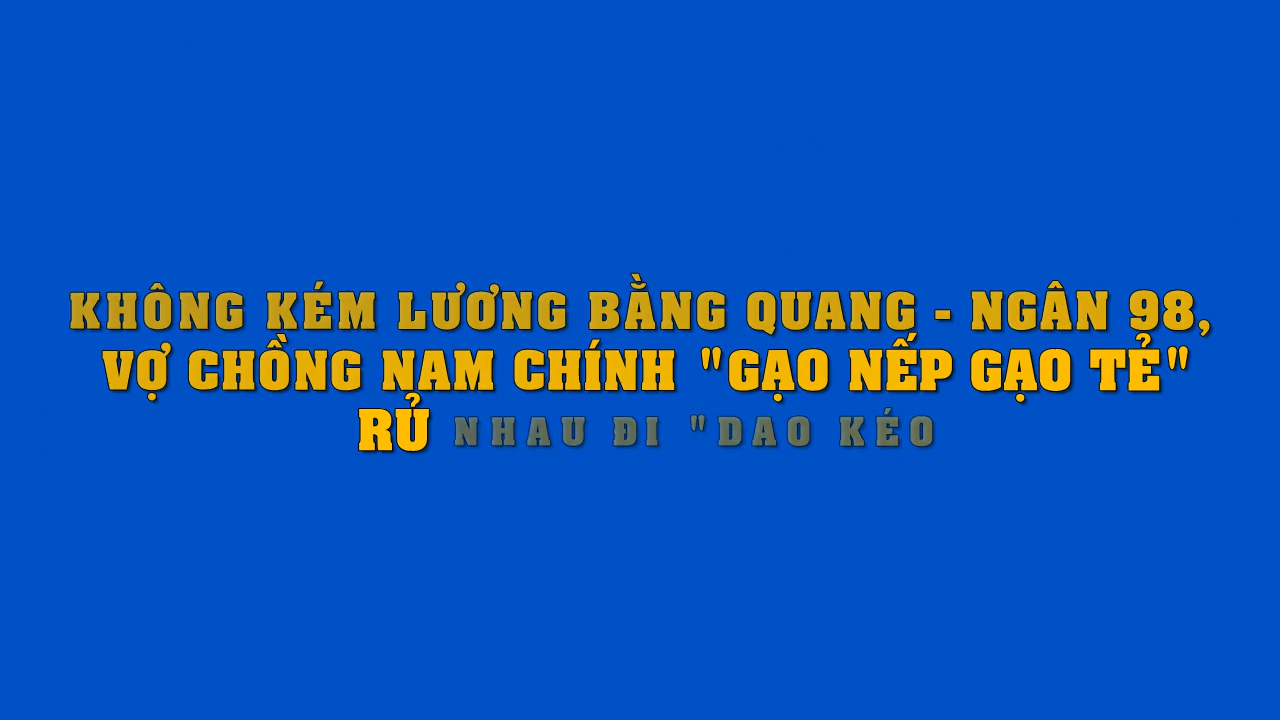 KHÔNG KÉM LƯƠNG BẰNG QUANG - NGÂN 98,
VỢ CHỒNG NAM CHÍNH "GẠO NẾP GẠO TẺ"
RỦ NHAU ĐI "DAO KÉO